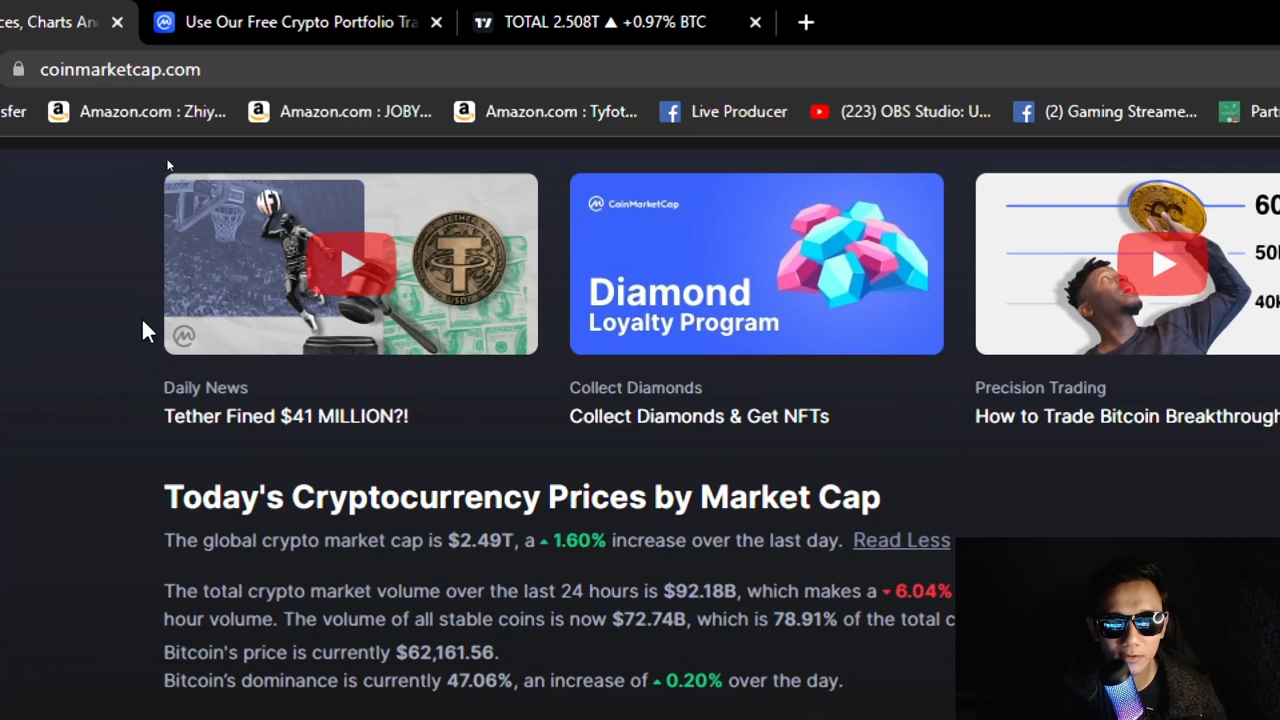 ces, Charts An
Use Our Free Crypto Portfolio Tra
TOTAL 2.508T ▲ +0.97% BTC
coinmarketcap.com
sfer
Amazon.com : Zhiy...
Amazon.com : JOBY...
Amazon.com : Tyfot...
Live Producer
(223) OBS Studio: U...
(2) Gaming Streame...
Part
CoinMarketCap
Diamond
Loyalty Program
60
50
40k
Daily News
Tether Fined $41 MILLION?!
Collect Diamonds
Collect Diamonds & Get NFTs
Precision Trading
How to Trade Bitcoin Breakthrough
Today's Cryptocurrency Prices by Market Cap
The global crypto market cap is $2.49T, a ▲ 1.60% increase over the last day. Read Less
The total crypto market volume over the last 24 hours is $92.18B, which makes a ▼ 6.04%
hour volume. The volume of all stable coins is now $72.74B, which is 78.91% of the total c
Bitcoin's price is currently $62,161.56.
Bitcoin’s dominance is currently 47.06%, an increase of ▲ 0.20% over the day.